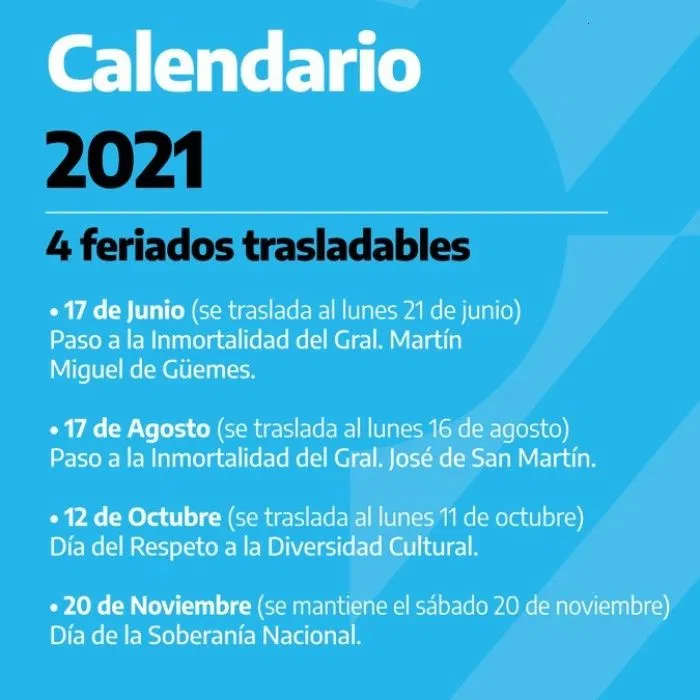 Calendario
2021
4 feriados trasladables
• 17 de Junio (se traslada al lunes 21 de junio)
Paso a la Inmortalidad del Gral. Martín
Miguel de Güemes.
• 17 de Agosto (se traslada al lunes 16 de agosto)
Paso a la Inmortalidad del Gral. José de San Martín.
• 12 de Octubre (se traslada al lunes 11 de octubre)
Día del Respeto a la Diversidad Cultural.
• 20 de Noviembre (se mantiene el sábado 20 de noviembre)
Día de la Soberanía Nacional.